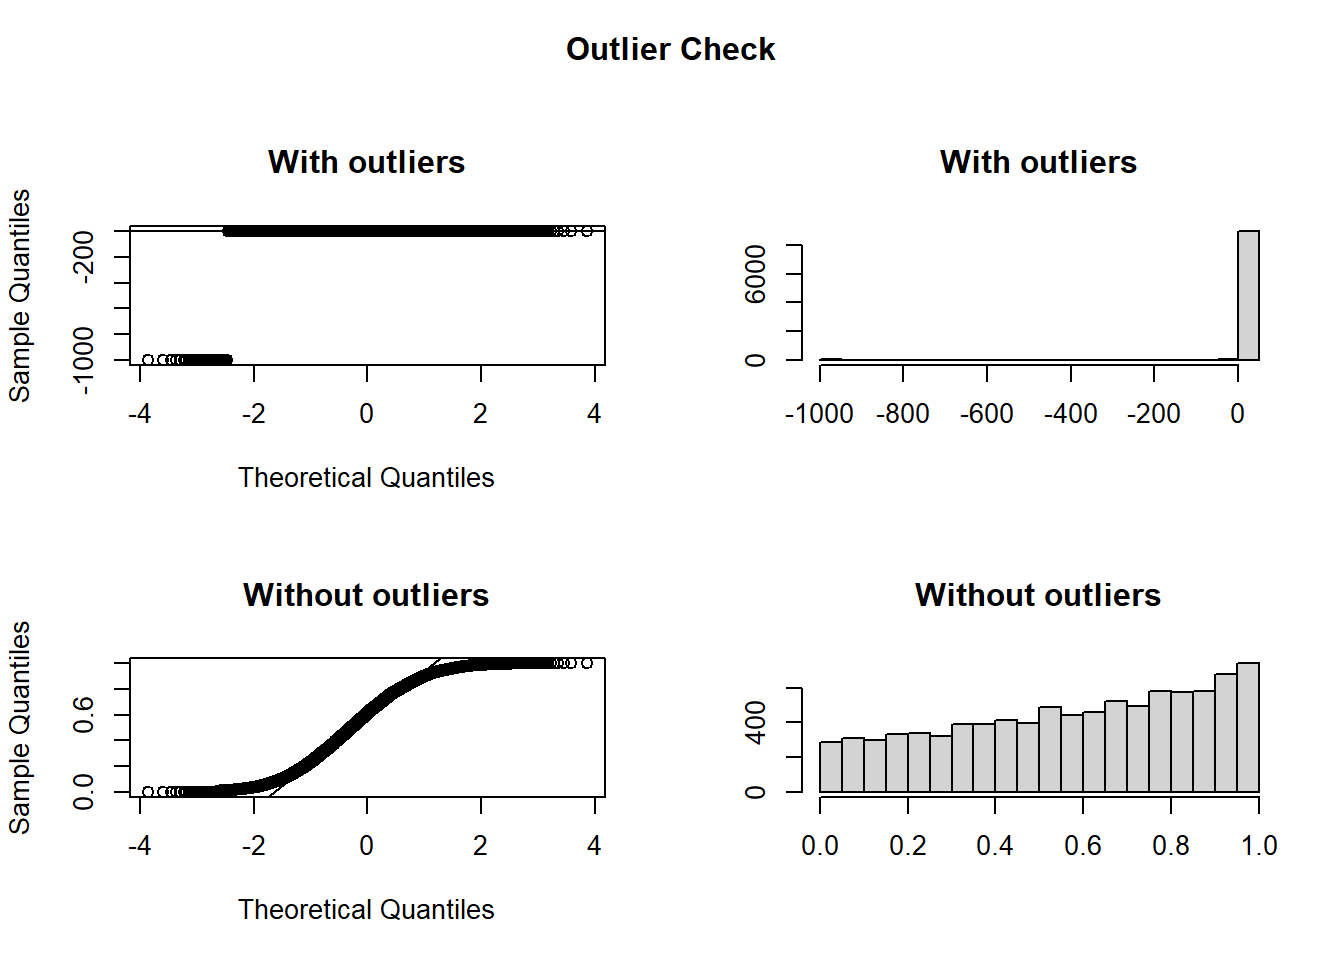 Outlier Check
With outliers
Sample Quantiles
-1000 -200
-4 -2 0 2 4
Theoretical Quantiles
With outliers
0 6000
-1000 -800 -600 -400 -200 0
Without outliers
Sample Quantiles
0.0 0.6
-4 -2 0 2 4
Theoretical Quantiles
Without outliers
0 400
0.0 0.2 0.4 0.6 0.8 1.0